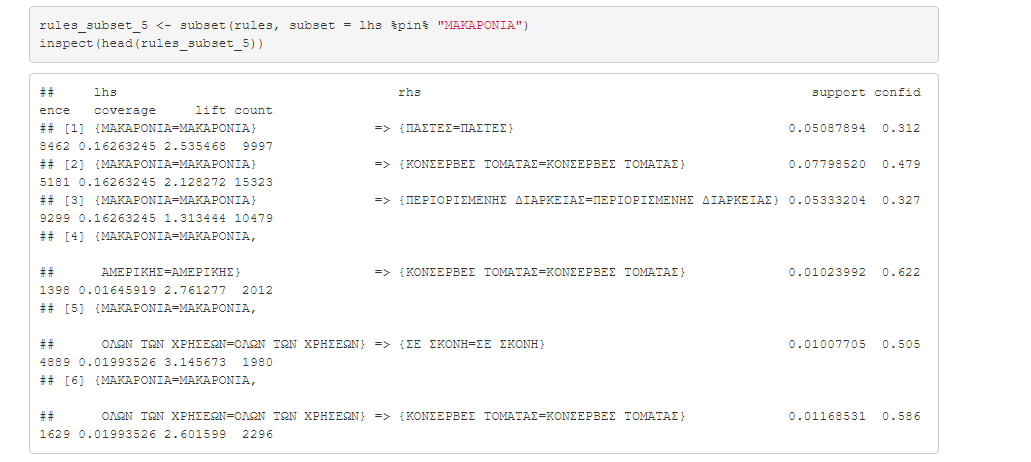 rules_subset_5 <- subset(rules, subset = lhs %pin% "ΜΑΚΑΡΟΝΙΑ")
inspect(head(rules_subset_5))
##     lhs                                    rhs                                                  support confid
ence   coverage     lift count
## [1] {ΜΑΚΑΡΟΝΙΑ=ΜΑΚΑΡΟΝΙΑ}               => {ΠΑΣΤΕΣ=ΠΑΣΤΕΣ}                                   0.05087894  0.312
8462 0.16263245 2.535468  9997
## [2] {ΜΑΚΑΡΟΝΙΑ=ΜΑΚΑΡΟΝΙΑ}               => {ΚΟΝΣΕΡΒΕΣ ΤΟΜΑΤΑΣ=ΚΟΝΣΕΡΒΕΣ ΤΟΜΑΤΑΣ}             0.07798520  0.479
5181 0.16263245 2.128272 15323
## [3] {ΜΑΚΑΡΟΝΙΑ=ΜΑΚΑΡΟΝΙΑ}               => {ΠΕΡΙΟΡΙΣΜΕΝΗΣ ΔΙΑΡΚΕΙΑΣ=ΠΕΡΙΟΡΙΣΜΕΝΗΣ ΔΙΑΡΚΕΙΑΣ} 0.05333204  0.327
9299 0.16263245 1.313444 10479
## [4] {ΜΑΚΑΡΟΝΙΑ=ΜΑΚΑΡΟΝΙΑ,
##      ΑΜΕΡΙΚΗΣ=ΑΜΕΡΙΚΗΣ}                 => {ΚΟΝΣΕΡΒΕΣ ΤΟΜΑΤΑΣ=ΚΟΝΣΕΡΒΕΣ ΤΟΜΑΤΑΣ}             0.01023992  0.622
1398 0.01645919 2.761277  2012
## [5] {ΜΑΚΑΡΟΝΙΑ=ΜΑΚΑΡΟΝΙΑ,
##      ΟΛΩΝ ΤΩΝ ΧΡΗΣΕΩΝ=ΟΛΩΝ ΤΩΝ ΧΡΗΣΕΩΝ} => {ΣΕ ΣΚΟΝΗ=ΣΕ ΣΚΟΝΗ}                               0.01007705  0.505
4889 0.01993526 3.145673  1980
## [6] {ΜΑΚΑΡΟΝΙΑ=ΜΑΚΑΡΟΝΙΑ,
##      ΟΛΩΝ ΤΩΝ ΧΡΗΣΕΩΝ=ΟΛΩΝ ΤΩΝ ΧΡΗΣΕΩΝ} => {ΚΟΝΣΕΡΒΕΣ ΤΟΜΑΤΑΣ=ΚΟΝΣΕΡΒΕΣ ΤΟΜΑΤΑΣ}             0.01168531  0.586
1629 0.01993526 2.601599  2296